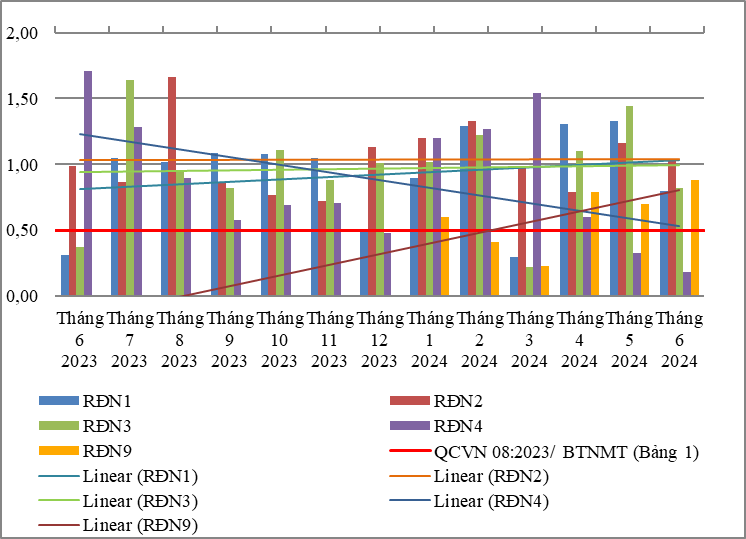 2,00
1,50
1,00
0,50
0,00
Tháng Tháng Tháng Tháng Tháng Tháng Tháng Tháng Tháng Tháng Tháng Tháng Tháng
6 7 8 9 10 11 12 1 2 3 4 5 6
2023 2023 2023 2023 2023 2023 2023 2024 2024 2024 2024 2024 2024
RĐN1 RĐN2
RĐN3 RĐN4
RĐN9 QCVN 08:2023/ BTNMT (Bảng 1)
Linear (RĐN1) Linear (RĐN2)
Linear (RĐN3) Linear (RĐN4)
Linear (RĐN9)